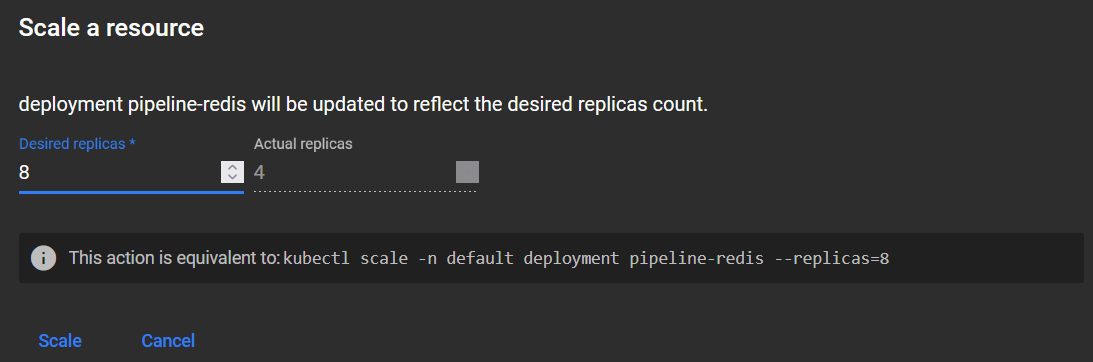 Scale a resource
deployment pipeline-redis will be updated to reflect the desired replicas count.
Desired replicas * Actual replicas
8 4
This action is equivalent to: kubectl scale -n default deployment pipeline-redis --replicas=8
Scale Cancel